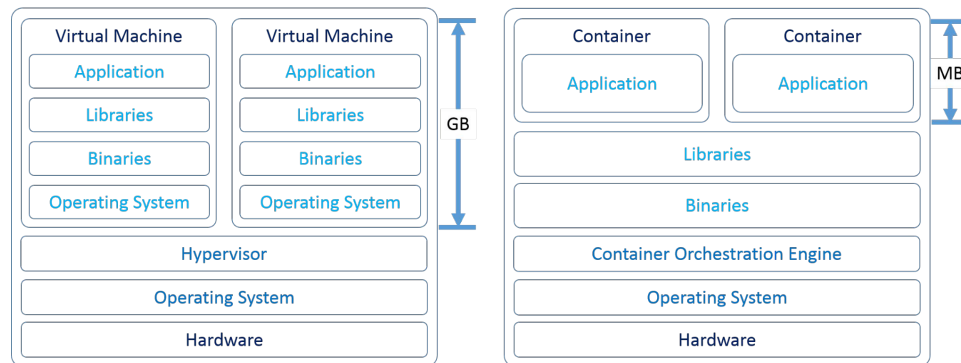 Virtual Machine
Application
Libraries
Binaries
Operating System
Virtual Machine
Application
Libraries
Binaries
Operating System
GB
Hypervisor
Operating System
Hardware
Container
Application
Container
Application
MB
Libraries
Binaries
Container Orchestration Engine
Operating System
Hardware